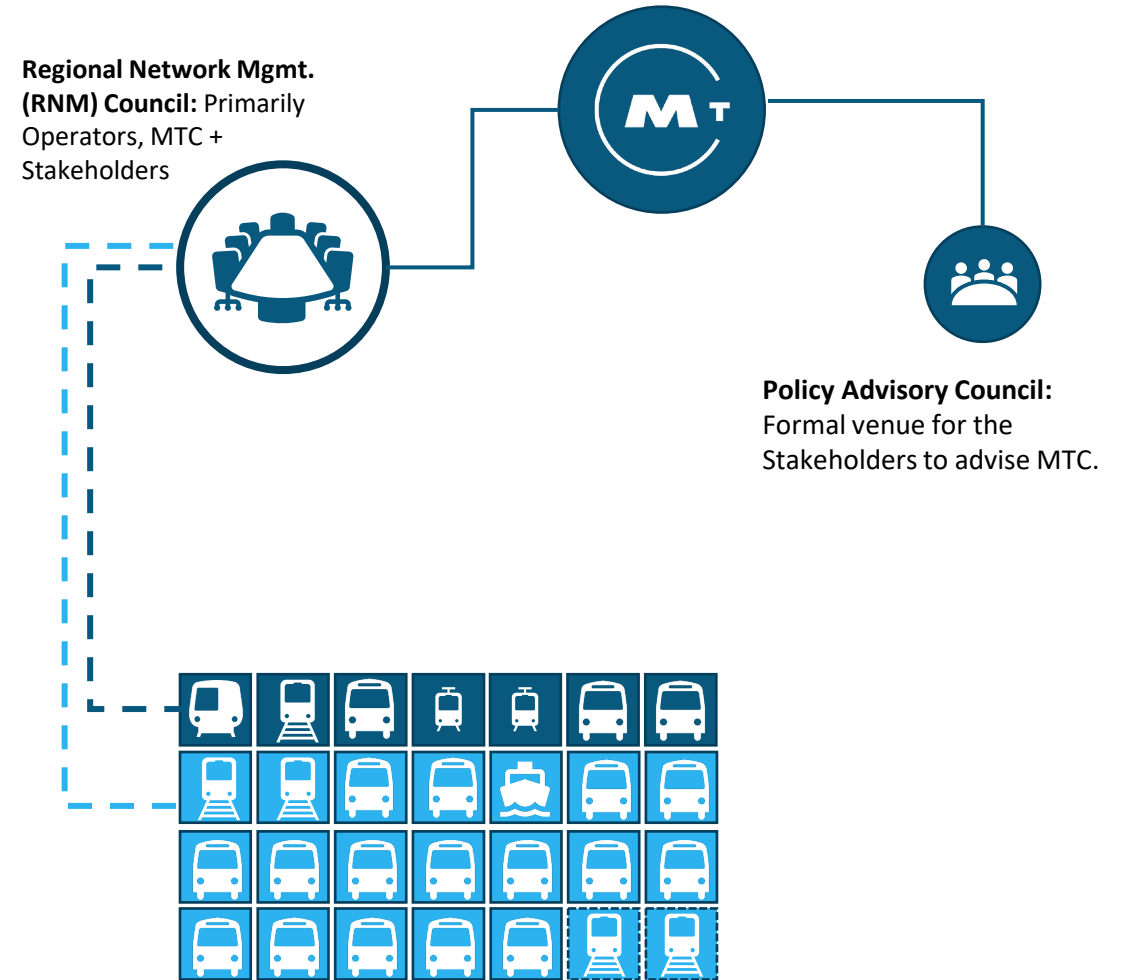 Regional Network Mgmt.
(RNM) Council: Primarily
Operators, MTC +
Stakeholders
MT
Policy Advisory Council:
Formal venue for the
Stakeholders to advise MTC.